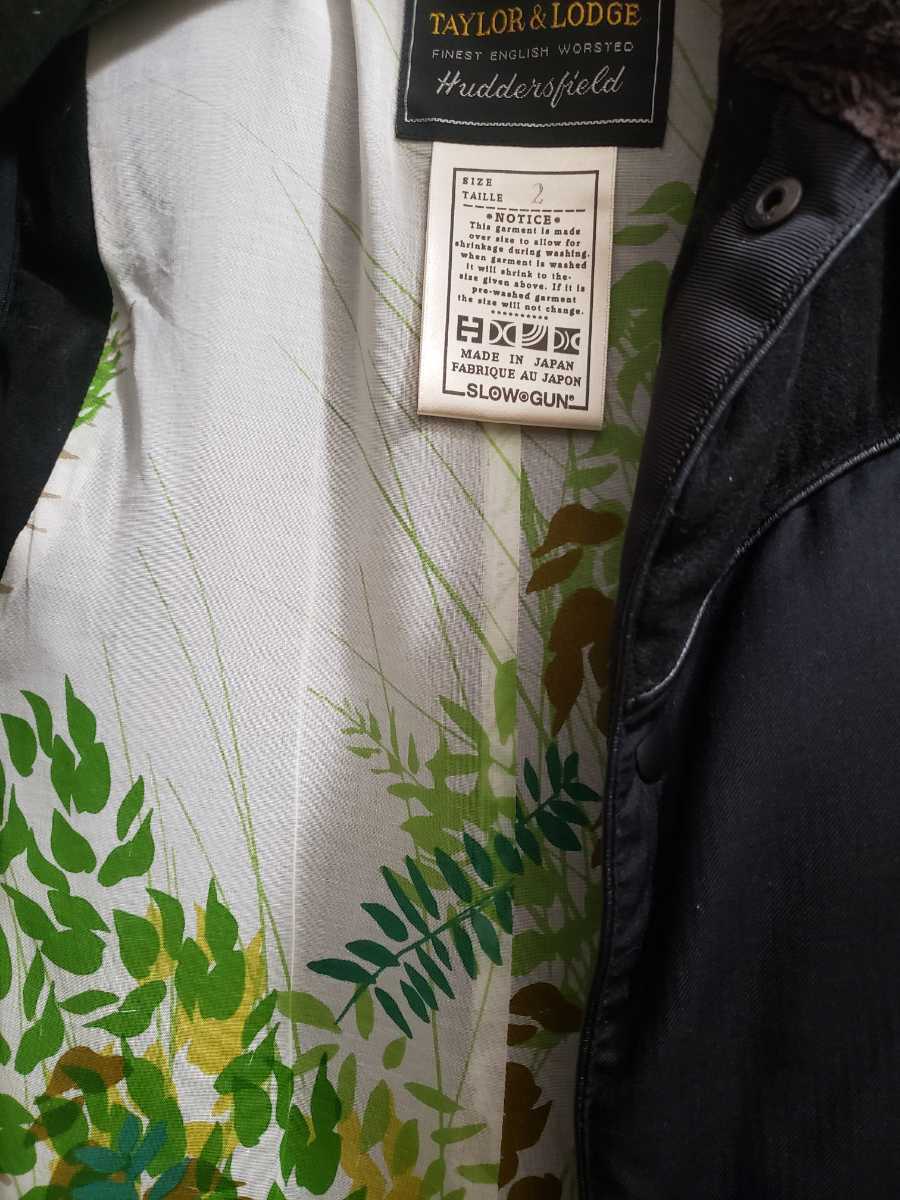 TAYLOR & LODGE
FINEST ENGLISH WORSTED
Huddersfield
SIZE
TAILLE 2
•NOTICE•
This garment is made
over size to allow for
shrinkage during washing.
when garment is washed
it will shrink to the-
size given above. If it is
pre-washed garment
the size will not change.
MADE IN JAPAN
FABRIQUE AU JAPON
SLOW GUN®